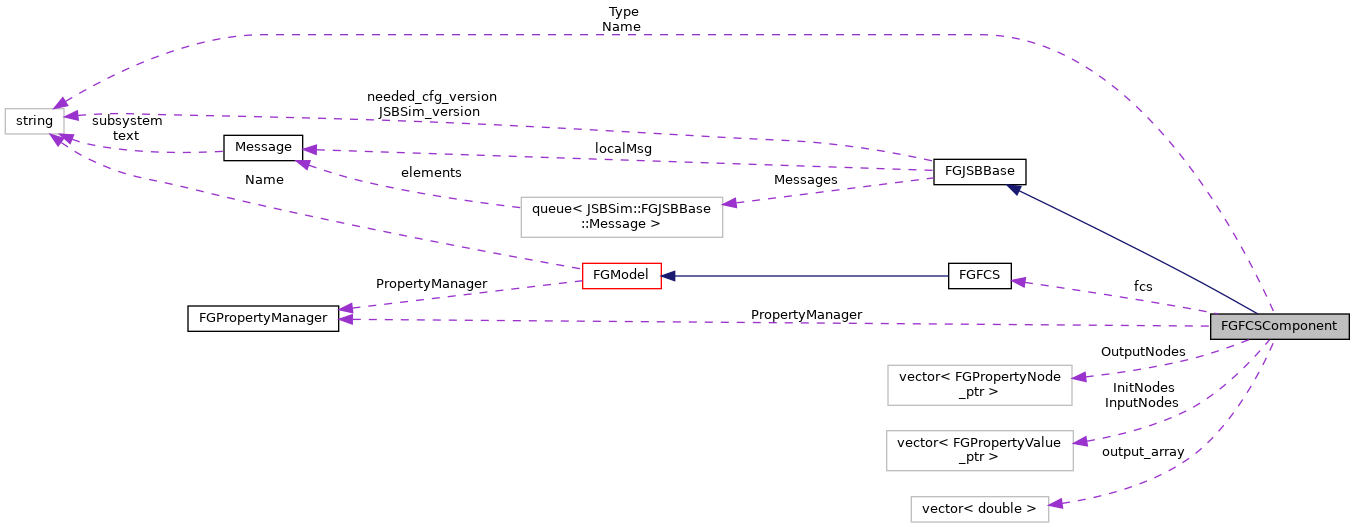 Type
Name
needed_cfg_version
JSBSim_version
string
subsystem
text
Message
localMsg
FGJSBBase
elements
Messages
Name
queue< JSBSim::FGJSBBase
::Message >
FGModel
FGFCS
PropertyManager
fcs
FGPropertyManager
PropertyManager
FGFCSComponent
OutputNodes
vector< FGPropertyNode
_ptr >
InitNodes
InputNodes
vector< FGPropertyValue
_ptr >
output_array
vector< double >